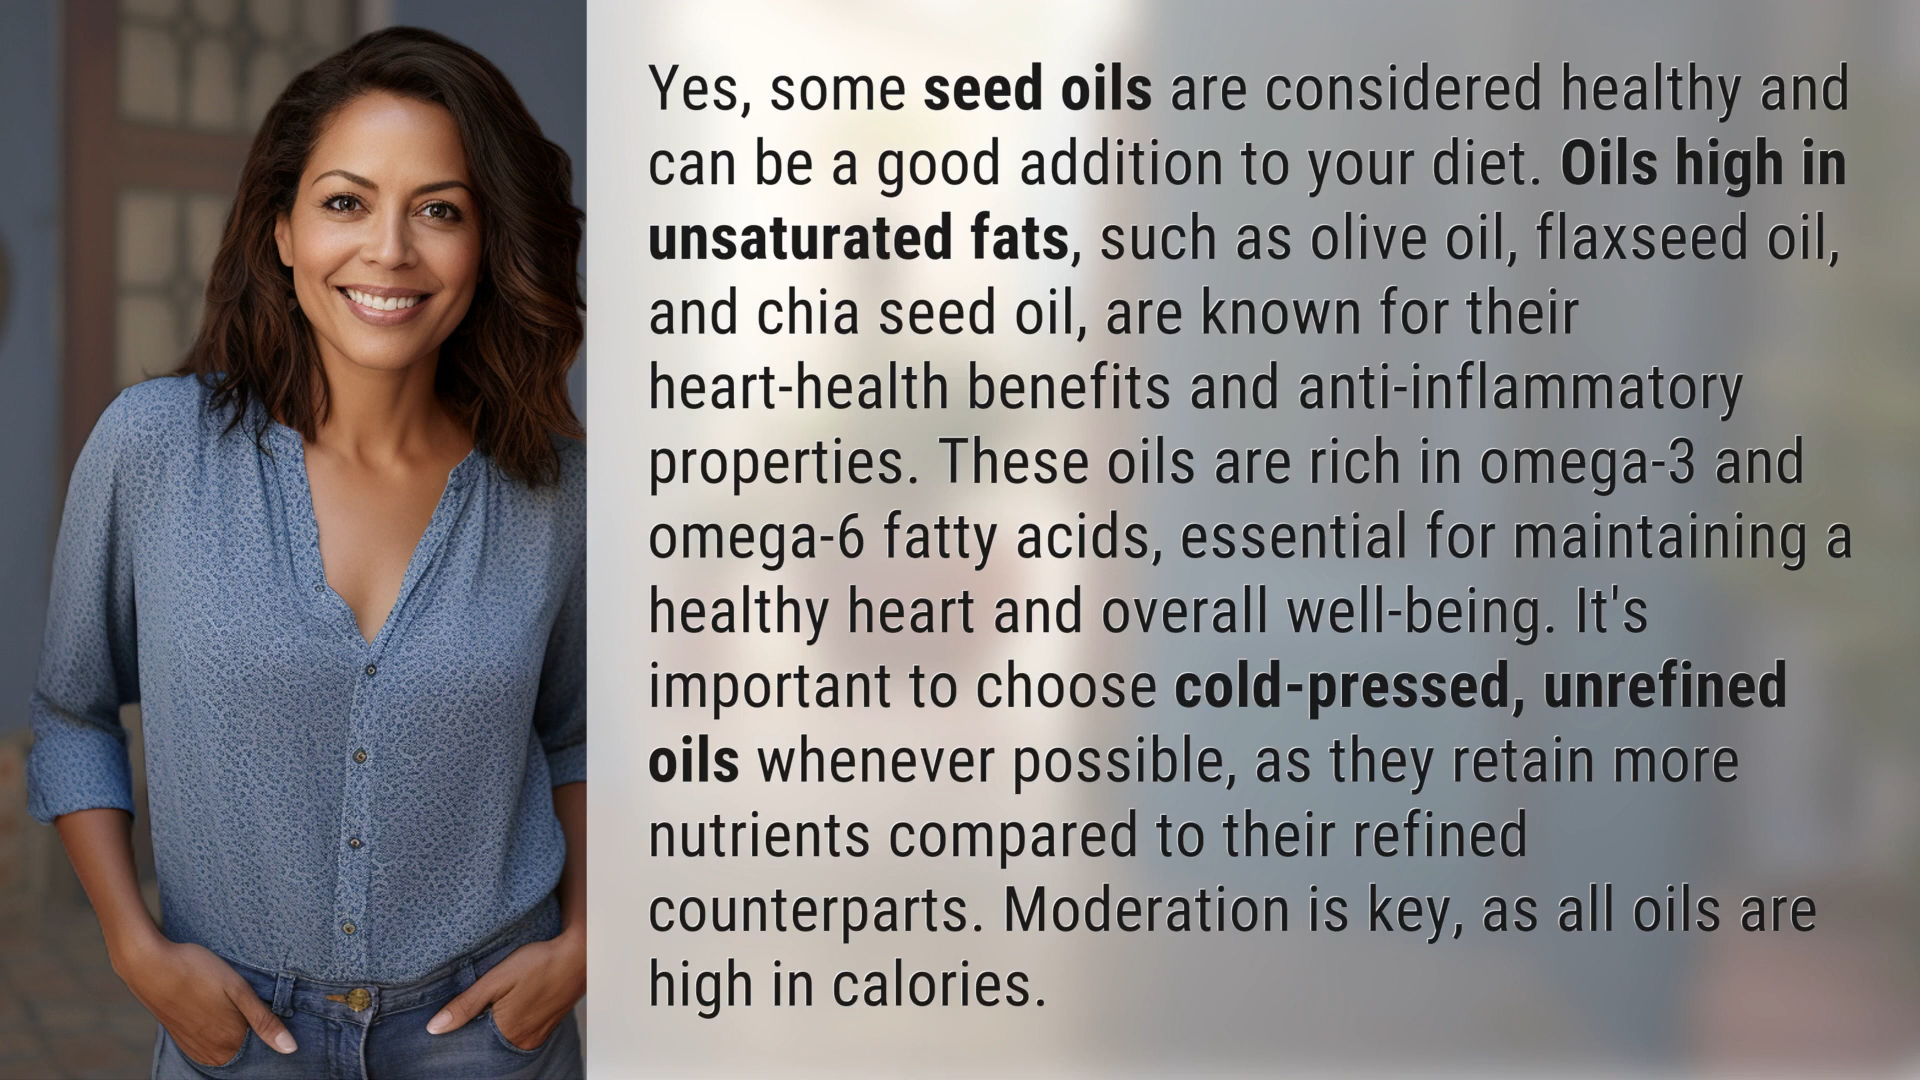 Yes, some seed oils are considered healthy and
can be a good addition to your diet. Oils high in
unsaturated fats, such as olive oil, flaxseed oil,
and chia seed oil, are known for their
heart-health benefits and anti-inflammatory
properties. These oils are rich in omega-3 and
omega-6 fatty acids, essential for maintaining a
healthy heart and overall well-being. It's
important to choose cold-pressed, unrefined
oils whenever possible, as they retain more
nutrients compared to their refined
counterparts. Moderation is key, as all oils are
high in calories.